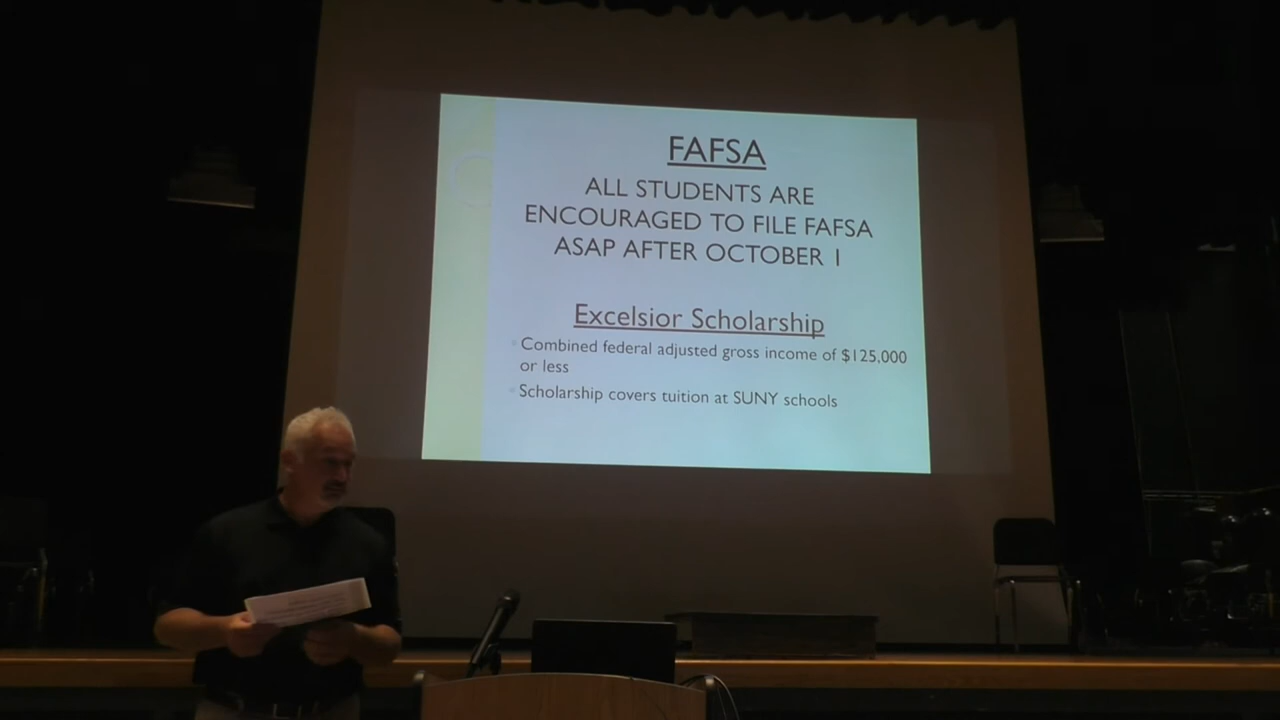 FAFSA
ALL STUDENTS ARE
ENCOURAGED TO FILE FAFSA
ASAP AFTER OCTOBER 1
Excelsior Scholarship
Combined federal adjusted gross income of $125,000
or less
Scholarship covers tuition at SUNY schools